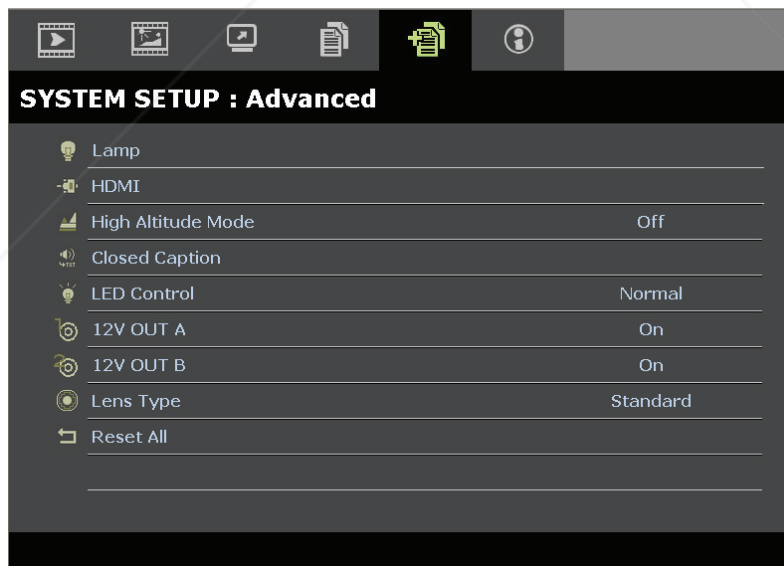 SYSTEM SETUP : Advanced
Lamp
HDMI
High Altitude Mode Off
Closed Caption
LED Control Normal
12V OUT A On
12V OUT B On
Lens Type Standard
Reset All